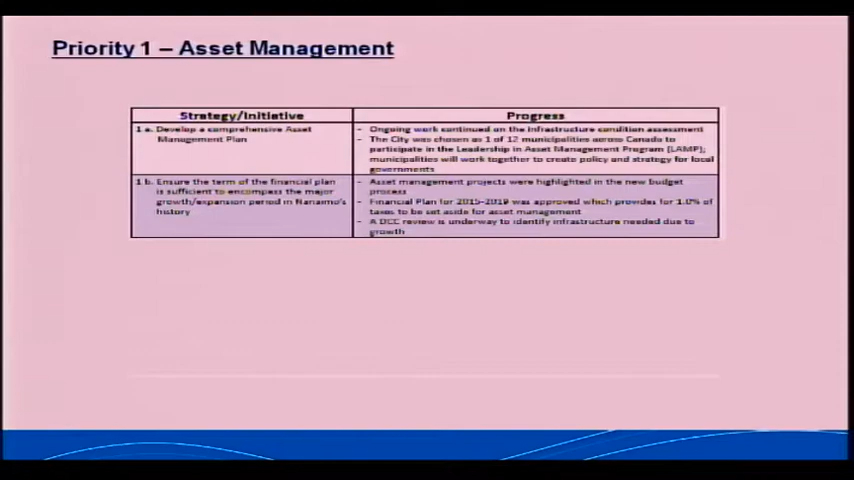 Priority 1 – Asset Management
Strategy/Initiative
Progress
1 a. Develop a comprehensive Asset
Management Plan
- Ongoing work continued on the infrastructure condition assessment
- The City was chosen as 1 of 12 municipalities across Canada to
participate in the Leadership in Asset Management Program (LAMP);
municipalities will work together to create policy and strategy for local
governments
1 b. Ensure the term of the financial plan
is sufficient to encompass the major
growth/expansion period in Nanaimo's
history
- Asset management projects were highlighted in the new budget
process
- Financial Plan for 2015-2019 was approved which provides for 1.0% of
taxes to be set aside for asset management
- A DCC review is underway to identify infrastructure needed due to
growth